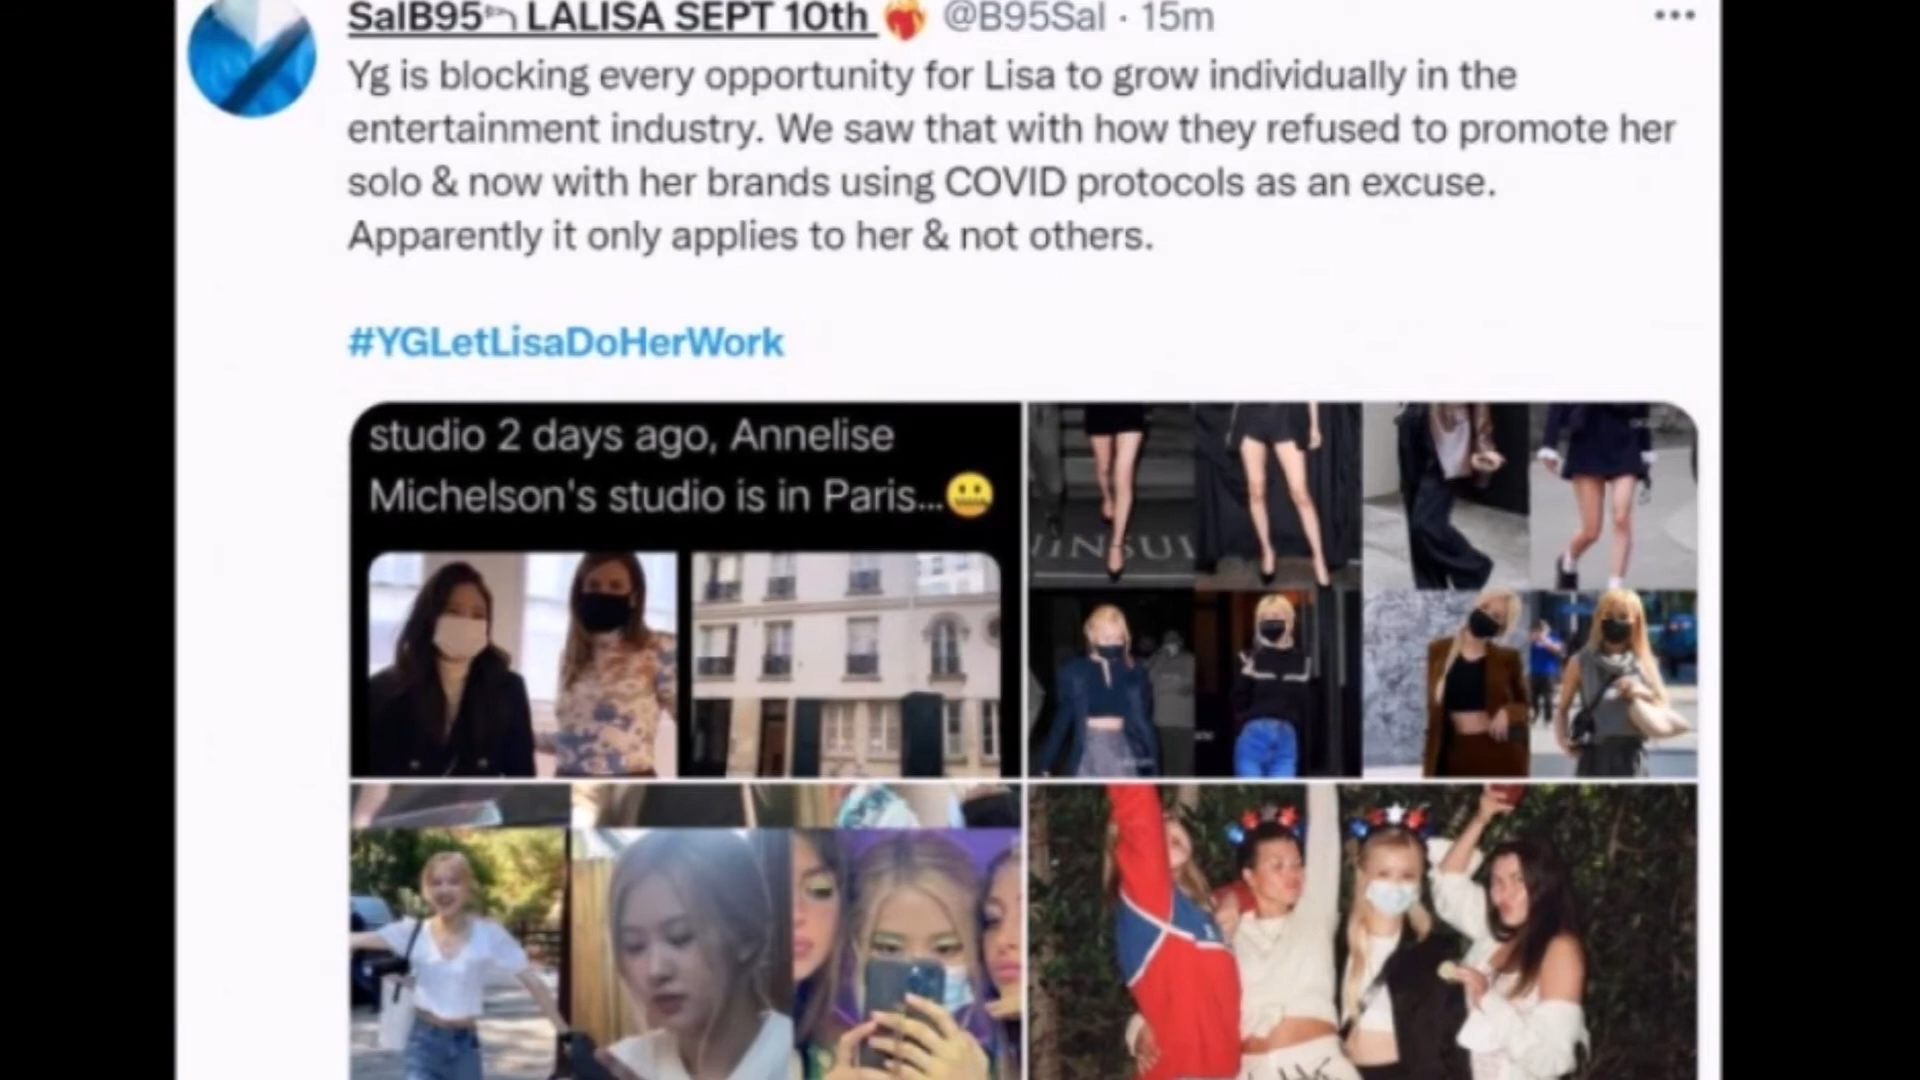 SalB95 LALISA SEPT 10th ❤️‍🔥 @B95Sal · 15m
Yg is blocking every opportunity for Lisa to grow individually in the
entertainment industry. We saw that with how they refused to promote her
solo & now with her brands using COVID protocols as an excuse.
Apparently it only applies to her & not others.
#YGLetLisaDoHerWork
studio 2 days ago, Annelise
Michelson's studio is in Paris...🤐